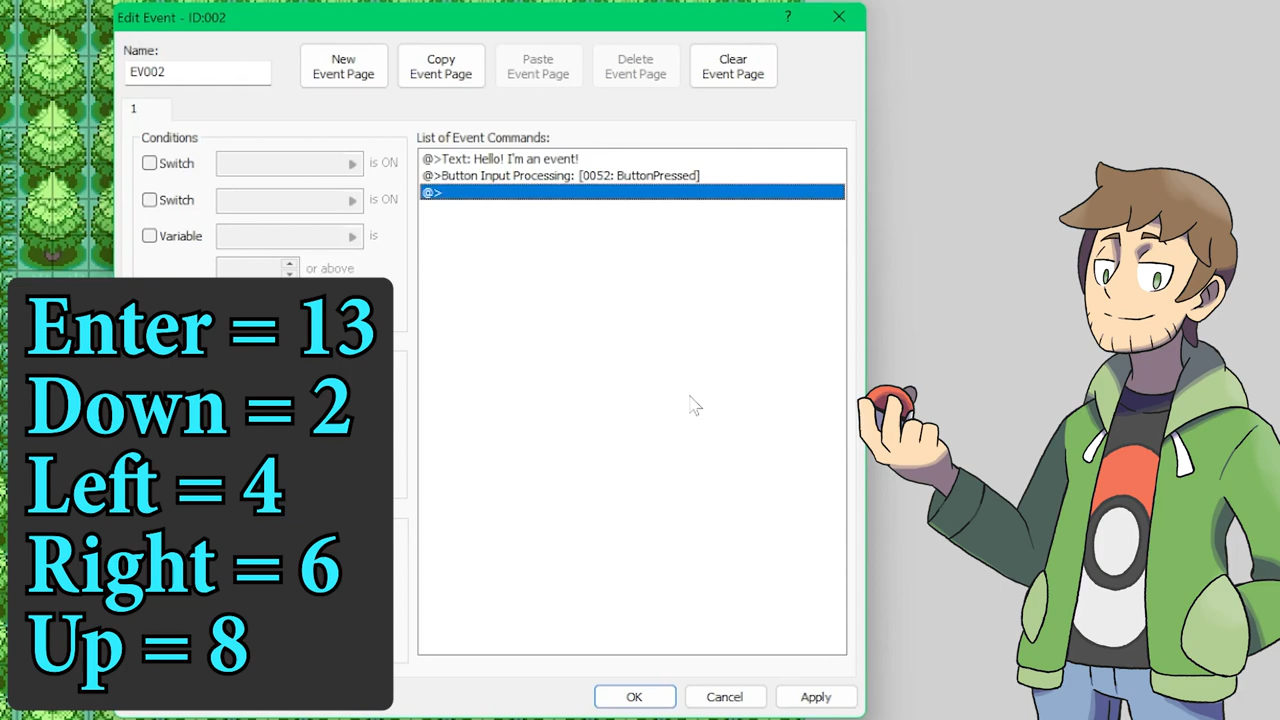 Edit Event - ID:002
?
Name:
EV002
New
Event Page
Copy
Event Page
Paste
Event Page
Delete
Event Page
Clear
Event Page
1
Conditions
Switch
is ON
Switch
is ON
Variable
is
or above
List of Event Commands:
@>Text: Hello! I'm an event!
@>Button Input Processing: [0052: ButtonPressed]
@>
Enter = 13
Down = 2
Left = 4
Right = 6
Up = 8
OK
Cancel
Apply